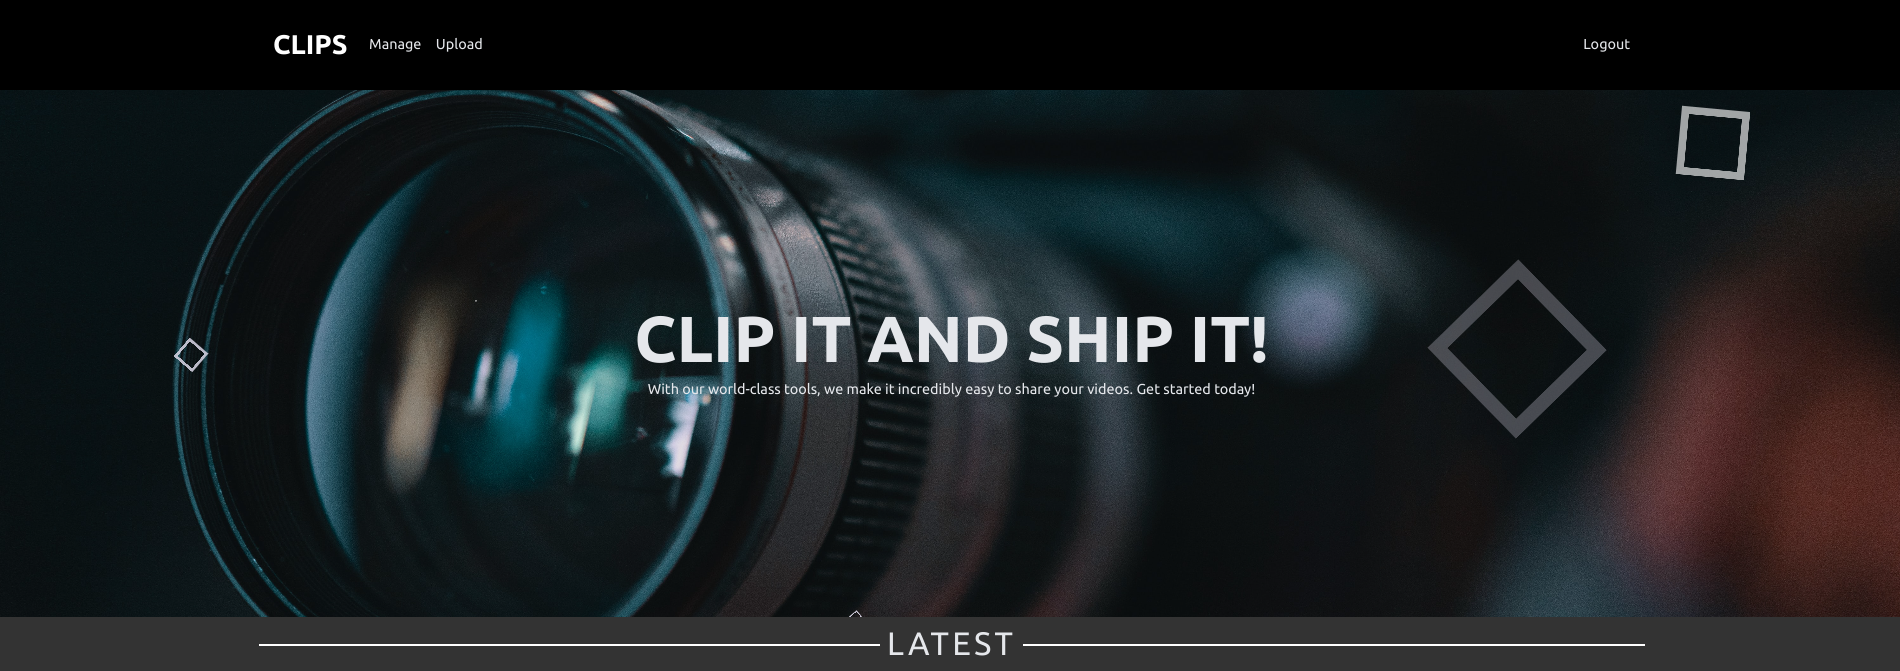 CLIPS Manage Upload Logout
CLIP IT AND SHIP IT!
With our world-class tools, we make it incredibly easy to share your videos. Get started today!
LATEST